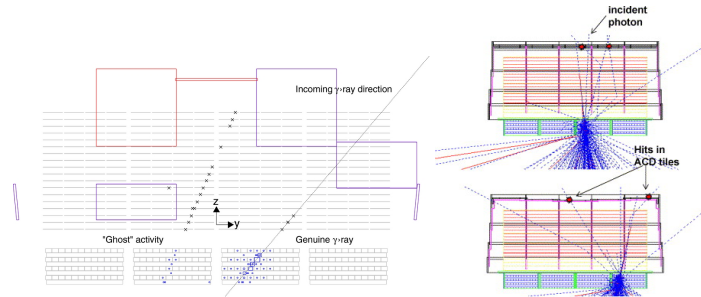 incident
photon
Incoming γ-ray direction
Hits in
ACD tiles
z
y
"Ghost" activity
Genuine γ-ray